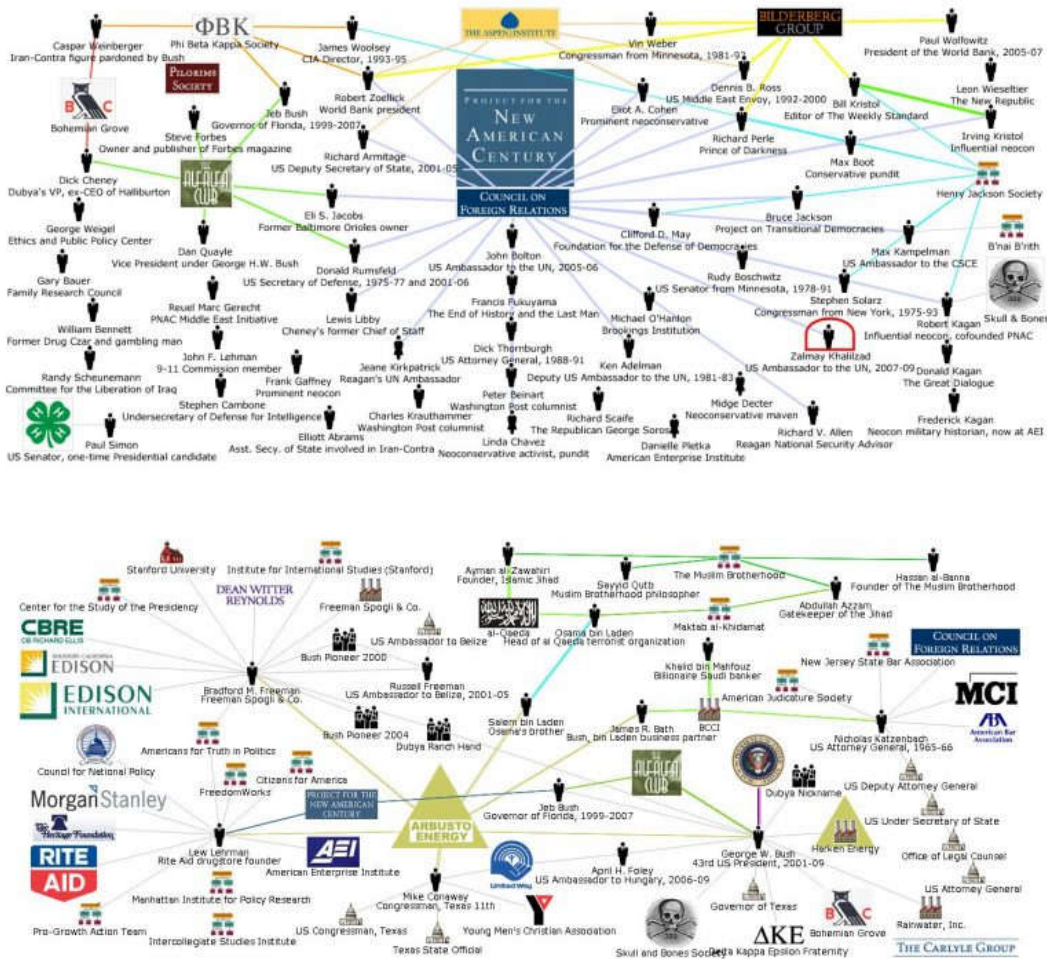 Caspar Weinberger
Iran-Contra figure pardoned by Bush
ΦΒΚ
Phi Beta Kappa Society
James Woolsey
CIA Director, 1993-95
THE ASPEN INSTITUTE
Vin Weber
Congressman from Minnesota, 1981-93
BILDERBERG
GROUP
Paul Wolfowitz
President of the World Bank, 2005-07
PILGRIMS
SOCIETY
B C
Bohemian Grove
Jeb Bush
Governor of Florida, 1999-2007
Robert Zoellick
World Bank president
PROJECT FOR THE
NEW
AMERICAN
CENTURY
Eliot A. Cohen
Prominent neoconservative
Dennis B. Ross
US Middle East Envoy, 1992-2000
Bill Kristol
Editor of The Weekly Standard
Leon Wieseltier
The New Republic
Steve Forbes
Owner and publisher of Forbes magazine
Richard Armitage
US Deputy Secretary of State, 2001-05
Richard Perle
Prince of Darkness
Irving Kristol
Influential neocon
Max Boot
Conservative pundit
Dick Cheney
Dubya's VP, ex-CEO of Halliburton
THE
ALFALFA
CLUB
COUNCIL ON
FOREIGN RELATIONS
Henry Jackson Society
Eli S. Jacobs
Former Baltimore Orioles owner
Bruce Jackson
Project on Transitional Democracies
George Weigel
Ethics and Public Policy Center
Clifford D. May
Foundation for the Defense of Democracies
B'nai B'rith
Dan Quayle
Vice President under George H.W. Bush
John Bolton
US Ambassador to the UN, 2005-06
Max Kampelman
US Ambassador to the CSCE
Gary Bauer
Family Research Council
Donald Rumsfeld
US Secretary of Defense, 1975-77 and 2001-06
Rudy Boschwitz
US Senator from Minnesota, 1978-91
Reuel Marc Gerecht
PNAC Middle East Initiative
Lewis Libby
Cheney's former Chief of Staff
Francis Fukuyama
The End of History and the Last Man
Michael O'Hanlon
Brookings Institution
Stephen Solarz
Congressman from New York, 1975-93
Skull & Bones
Robert Kagan
Influential neocon, cofounded PNAC
William Bennett
Former Drug Czar and gambling man
John F. Lehman
9-11 Commission member
Dick Thornburgh
US Attorney General, 1988-91
Zalmay Khalilzad
US Ambassador to the UN, 2007-09
Jeane Kirkpatrick
Reagan's UN Ambassador
Ken Adelman
Deputy US Ambassador to the UN, 1981-83
Randy Scheunemann
Committee for the Liberation of Iraq
Frank Gaffney
Prominent neocon
Donald Kagan
The Great Dialogue
Stephen Cambone
Undersecretary of Defense for Intelligence
Peter Beinart
Washington Post columnist
Midge Decter
Neoconservative maven
Charles Krauthammer
Washington Post columnist
Richard Scaife
The Republican George Soros
Frederick Kagan
Neocon military historian, now at AEI
H H H H
Paul Simon
US Senator, one-time Presidential candidate
Elliott Abrams
Asst. Secy. of State involved in Iran-Contra
Linda Chavez
Neoconservative activist, pundit
Danielle Pletka
American Enterprise Institute
Richard V. Allen
Reagan National Security Advisor
Stanford University
Institute for International Studies (Stanford)
Ayman al-Zawahiri
Founder, Islamic Jihad
Sayyid Qutb
Muslim Brotherhood philosopher
The Muslim Brotherhood
Hassan al-Banna
Founder of The Muslim Brotherhood
Center for the Study of the Presidency
DEAN WITTER
REYNOLDS
Freeman Spogli & Co.
Abdullah Azzam
Gatekeeper of the Jihad
CBRE
CB RICHARD ELLIS
US Ambassador to Belize
al-Qaeda
Osama bin Laden
Head of al Qaeda terrorist organization
Maktab al-Khidamat
SOUTHERN CALIFORNIA
EDISON
Bush Pioneer 2000
Khalid bin Mahfouz
Billionaire Saudi banker
New Jersey State Bar Association
COUNCIL ON
FOREIGN RELATIONS
EDISON
INTERNATIONAL
Bradford M. Freeman
Freeman Spogli & Co.
Russell Freeman
US Ambassador to Belize, 2001-05
American Judicature Society
MCI
Salem bin Laden
Osama's brother
James R. Bath
Bush, bin Laden business partner
BCCI
Nicholas Katzenbach
US Attorney General, 1965-66
ABA
American Bar
Association
Bush Pioneer 2004
Dubya Ranch Hand
Americans for Truth in Politics
Council for National Policy
Citizens for America
THE
ALFALFA
CLUB
Dubya Nickname
US Deputy Attorney General
FreedomWorks
MorganStanley
PROJECT FOR THE
NEW AMERICAN
CENTURY
Jeb Bush
Governor of Florida, 1999-2007
US Under Secretary of State
The Heritage Foundation
ARBUSTO
ENERGY
Harken Energy
Lew Lehrman
Rite Aid drugstore founder
AEI
American Enterprise Institute
George W. Bush
43rd US President, 2001-09
Office of Legal Counsel
RITE
AID
United Way
April H. Foley
US Ambassador to Hungary, 2006-09
US Attorney General
Manhattan Institute for Policy Research
Mike Conaway
Congressman, Texas 11th
Governor of Texas
B C
Bohemian Grove
Rainwater, Inc.
Pro-Growth Action Team
Intercollegiate Studies Institute
US Congressman, Texas
Texas State Official
Young Men's Christian Association
Skull and Bones Society
ΔKE
Delta Kappa Epsilon Fraternity
THE CARLYLE GROUP